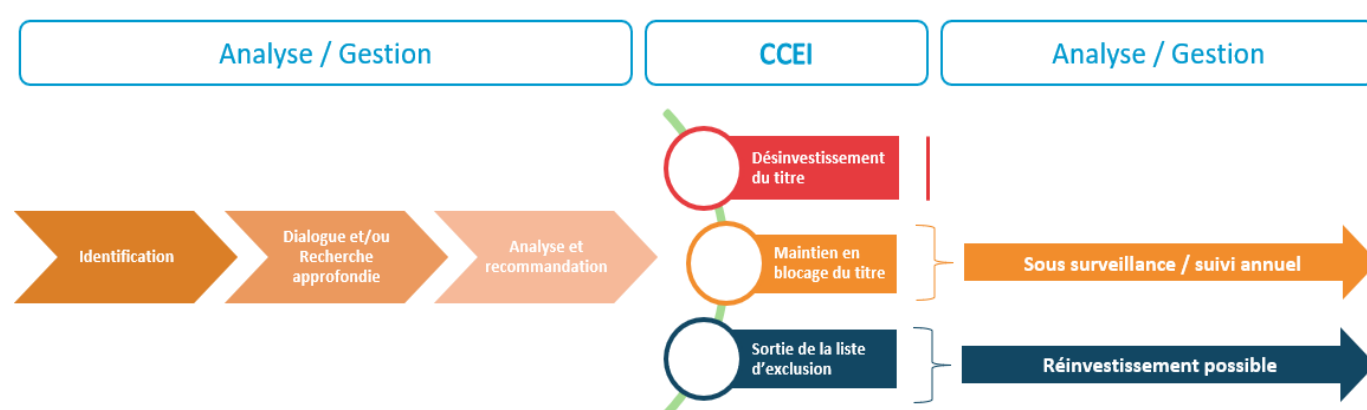 Analyse / Gestion
CCEI
Analyse / Gestion
Désinvestissement
du titre
Identification
Dialogue et/ou
Recherche
approfondie
Analyse et
recommandation
Maintien en
blocage du titre
Sous surveillance / suivi annuel
Sortie de la liste
d'exclusion
Réinvestissement possible